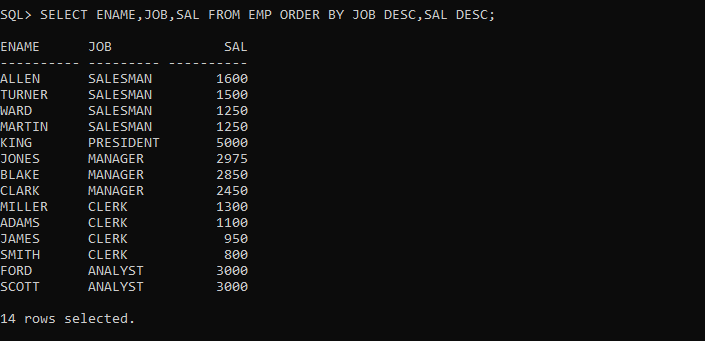 SQL> SELECT ENAME,JOB,SAL FROM EMP ORDER BY JOB DESC,SAL DESC;
ENAME      JOB              SAL
---------- --------- ----------
ALLEN      SALESMAN        1600
TURNER     SALESMAN        1500
WARD       SALESMAN        1250
MARTIN     SALESMAN        1250
KING       PRESIDENT       5000
JONES      MANAGER         2975
BLAKE      MANAGER         2850
CLARK      MANAGER         2450
MILLER     CLERK           1300
ADAMS      CLERK           1100
JAMES      CLERK            950
SMITH      CLERK            800
FORD       ANALYST         3000
SCOTT      ANALYST         3000
14 rows selected.